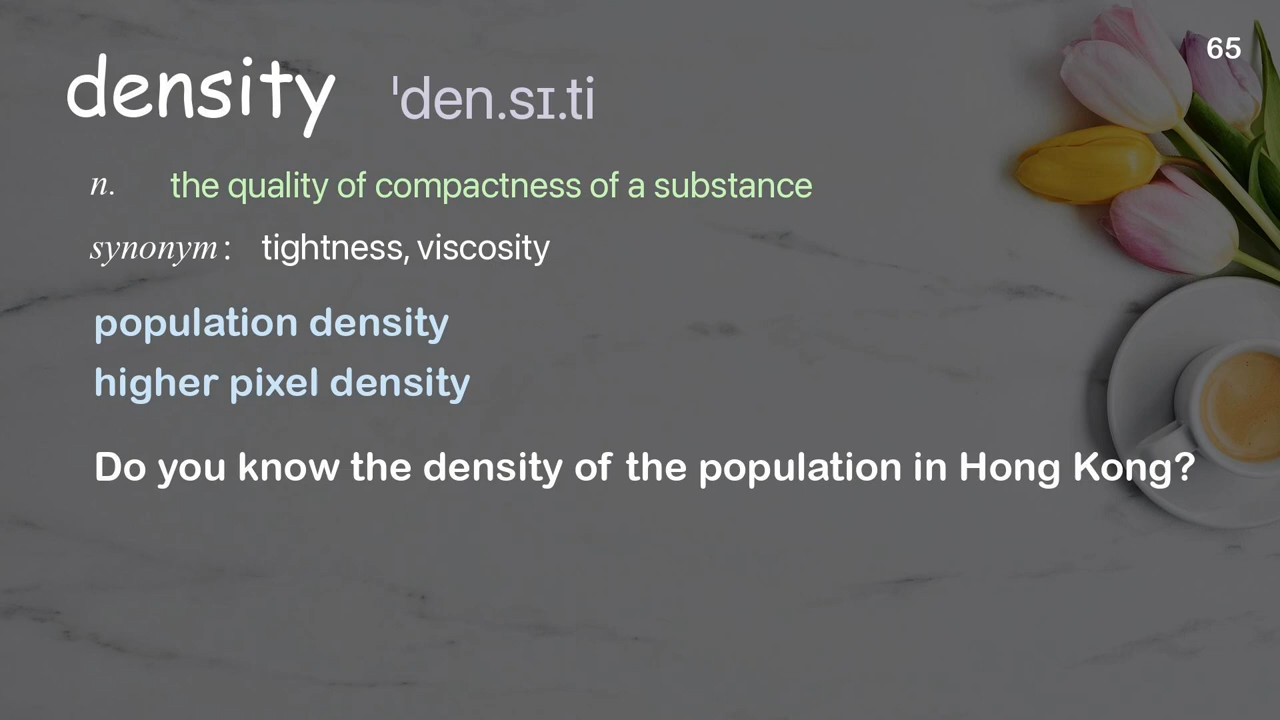 65
density ˈden.sɪ.ti
n. the quality of compactness of a substance
synonym: tightness, viscosity
population density
higher pixel density
Do you know the density of the population in Hong Kong?